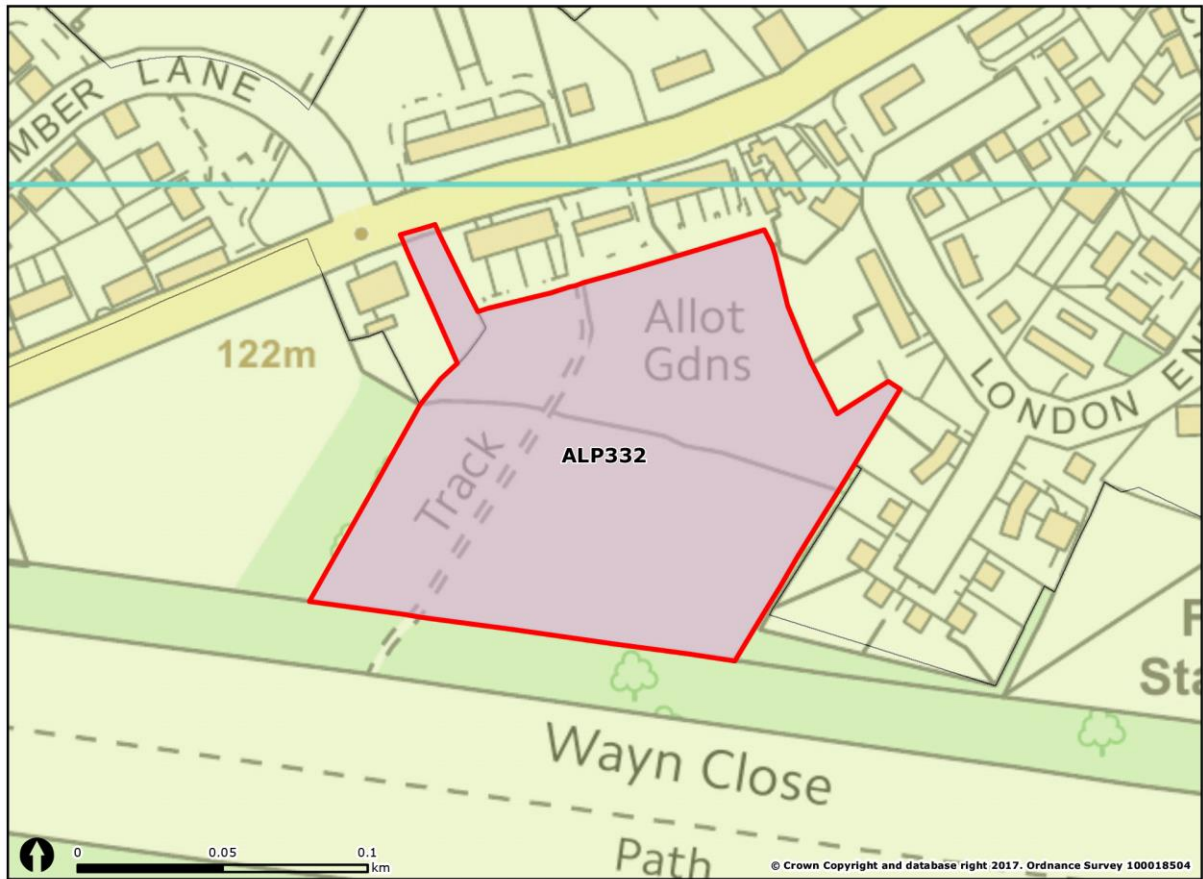 MBER LANE
122m
Allot
Gdns
ALP332
Track
LONDON EN
F
Sta
Wayn Close
Path
0 0.05 0.1
km
© Crown Copyright and database right 2017. Ordnance Survey 100018504